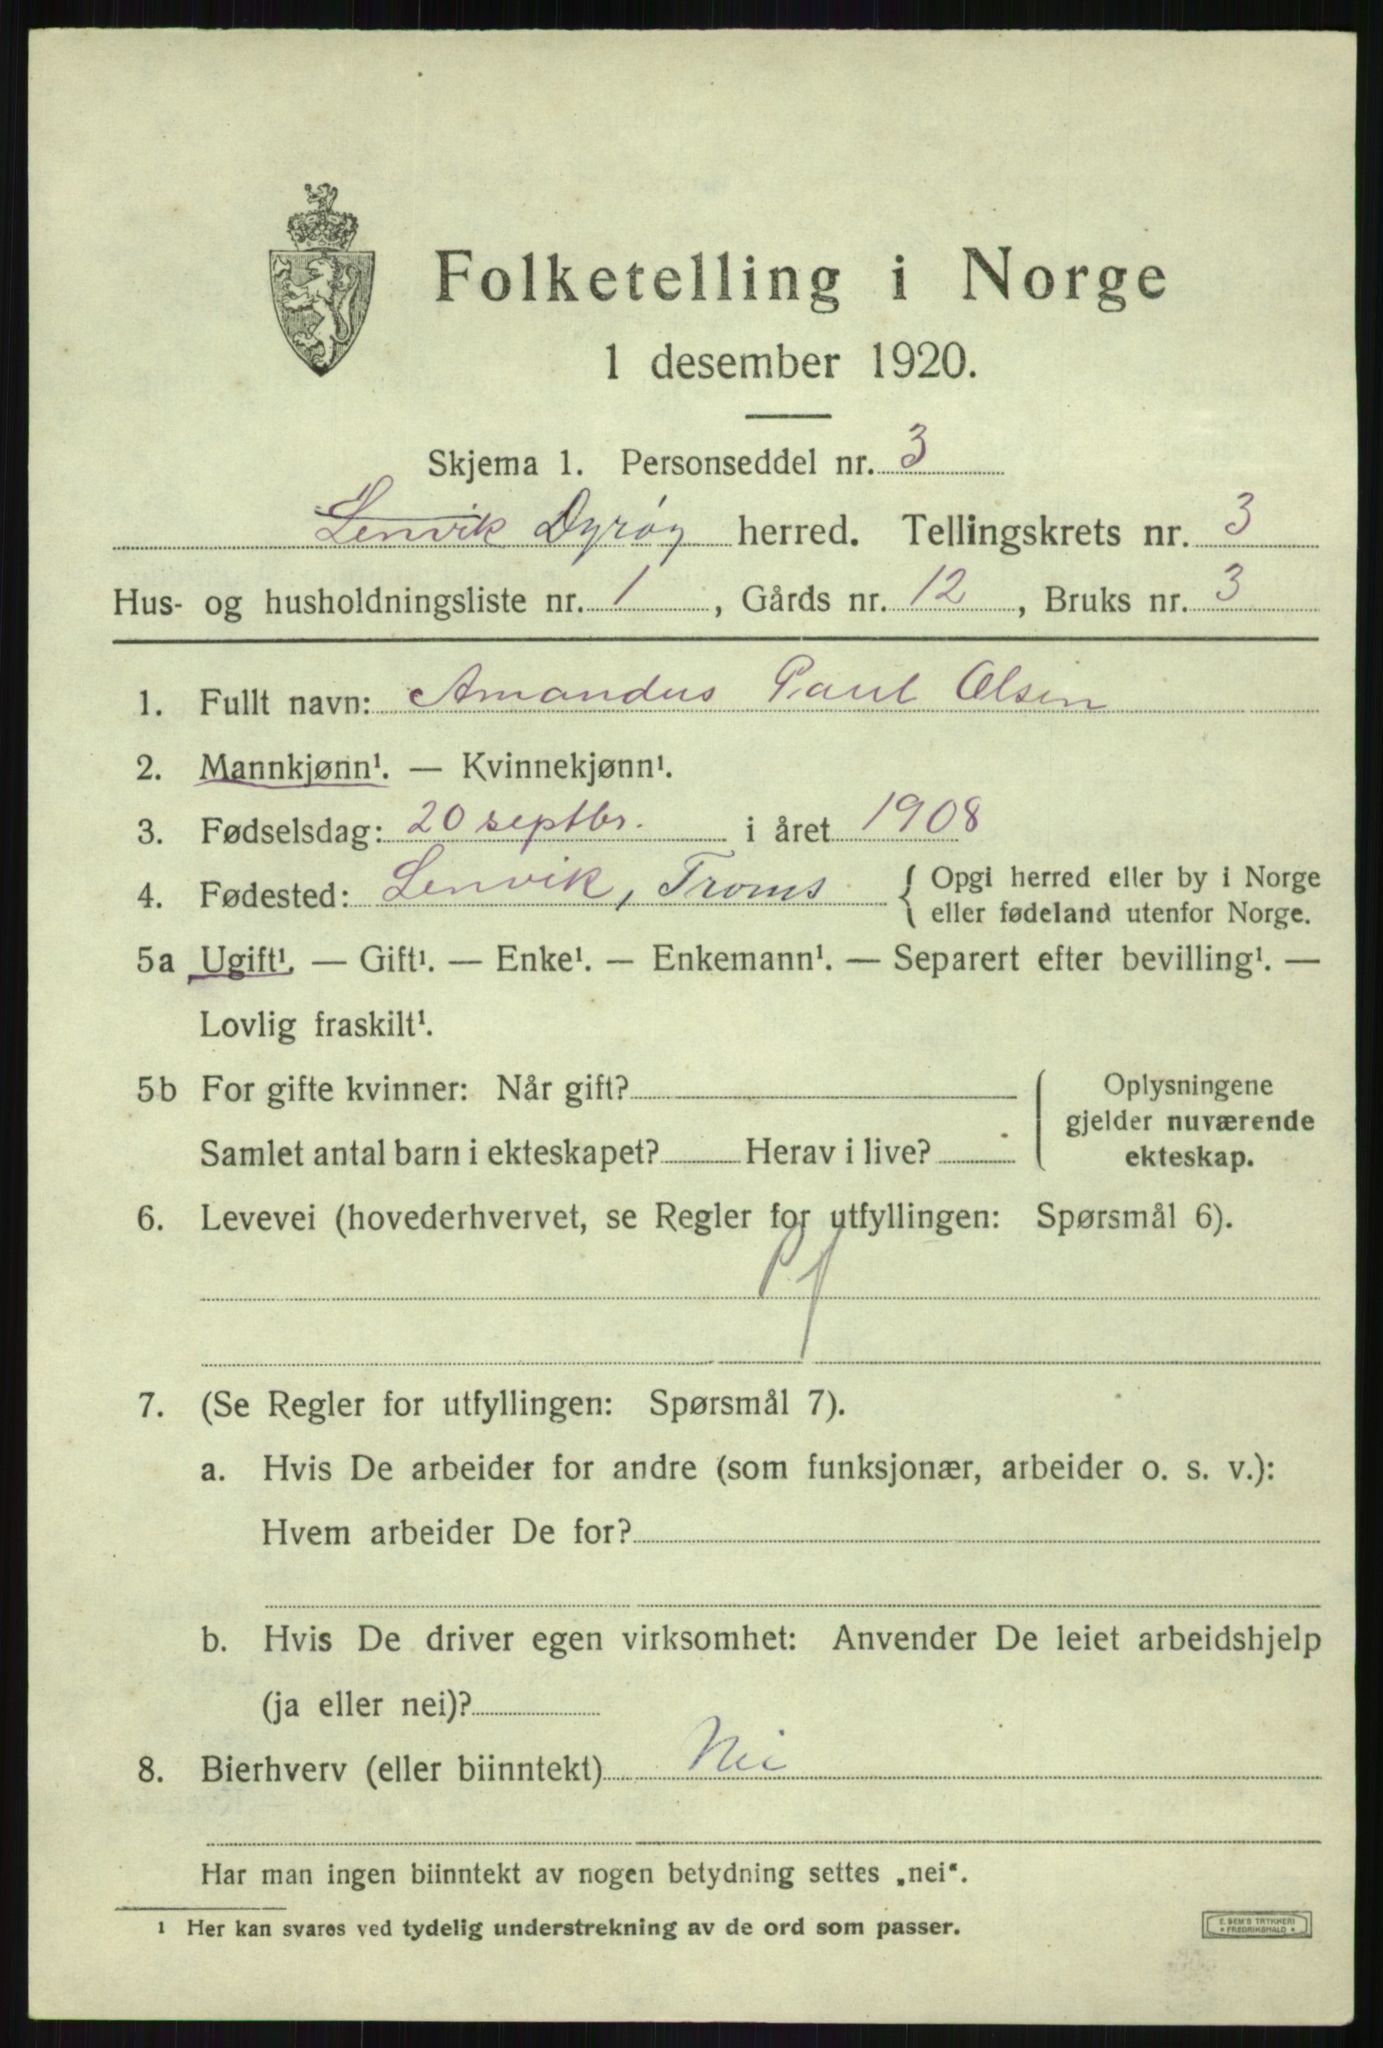 Folketelling i Norge
1 desember 1920.
Skjema 1. Personseddel nr. 3
Lenvik Dyrøy herred. Tellingskrets nr. 3
Hus- og husholdningsliste nr. 1, Gårds nr. 12, Bruks nr. 3
1. Fullt navn: Amandus Paul Olsen
2. Mannkjønn¹. — Kvinnekjønn¹.
3. Fødselsdag: 20 septbr. i året 1908
4. Fødested: Lenvik, Troms { Opgi herred eller by i Norge
eller fødeland utenfor Norge.
5a Ugift¹. — Gift¹. — Enke¹. — Enkemann¹. — Separert efter bevilling¹. —
Lovlig fraskilt¹.
5b For gifte kvinner: Når gift?
Samlet antal barn i ekteskapet? Herav i live?
Oplysningene
gjelder nuværende
ekteskap.
6. Levevei (hovederhvervet, se Regler for utfyllingen: Spørsmål 6).
7. (Se Regler for utfyllingen: Spørsmål 7).
a. Hvis De arbeider for andre (som funksjonær, arbeider o. s. v.):
Hvem arbeider De for?
b. Hvis De driver egen virksomhet: Anvender De leiet arbeidshjelp
(ja eller nei)?
8. Bierhverv (eller biinntekt) Nei
Har man ingen biinntekt av nogen betydning settes „nei“.
1 Her kan svares ved tydelig understrekning av de ord som passer.
E. SEM'S TRYKKERI
FREDRIKSHALD